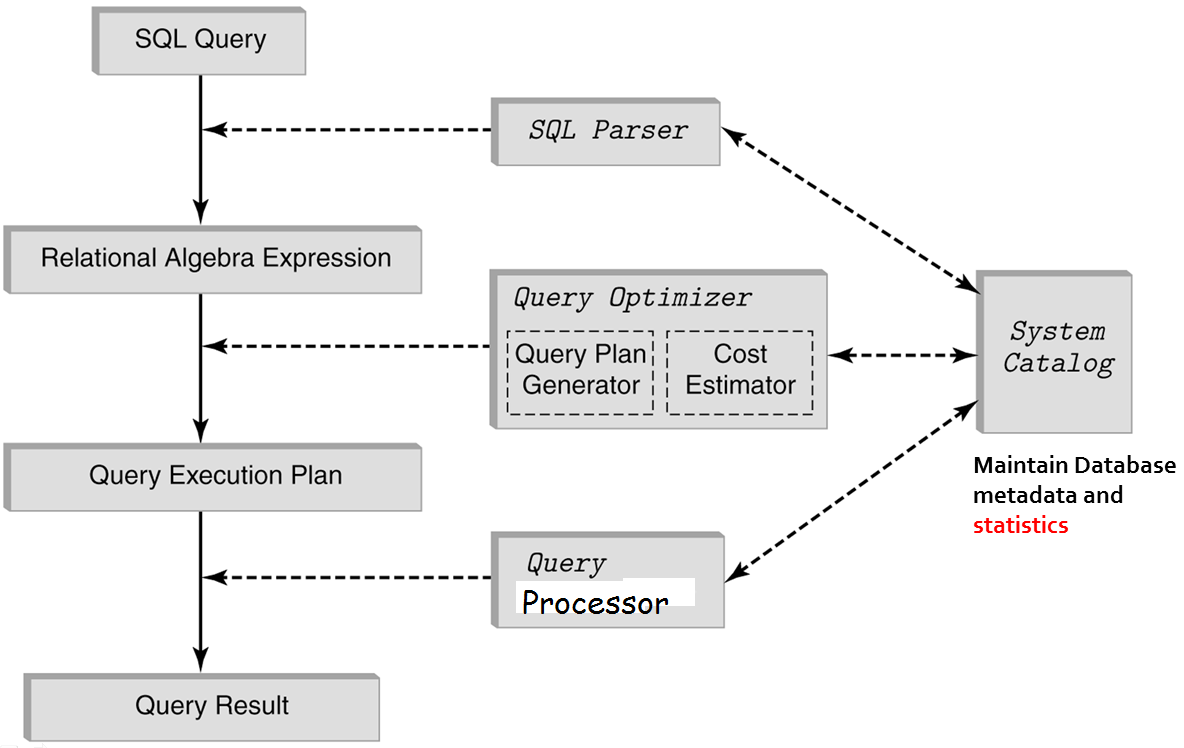 SQL Query
SQL Parser
Relational Algebra Expression
Query Optimizer
Query Plan
Generator
Cost
Estimator
System
Catalog
Maintain Database
metadata and
statistics
Query Execution Plan
Query
Processor
Query Result